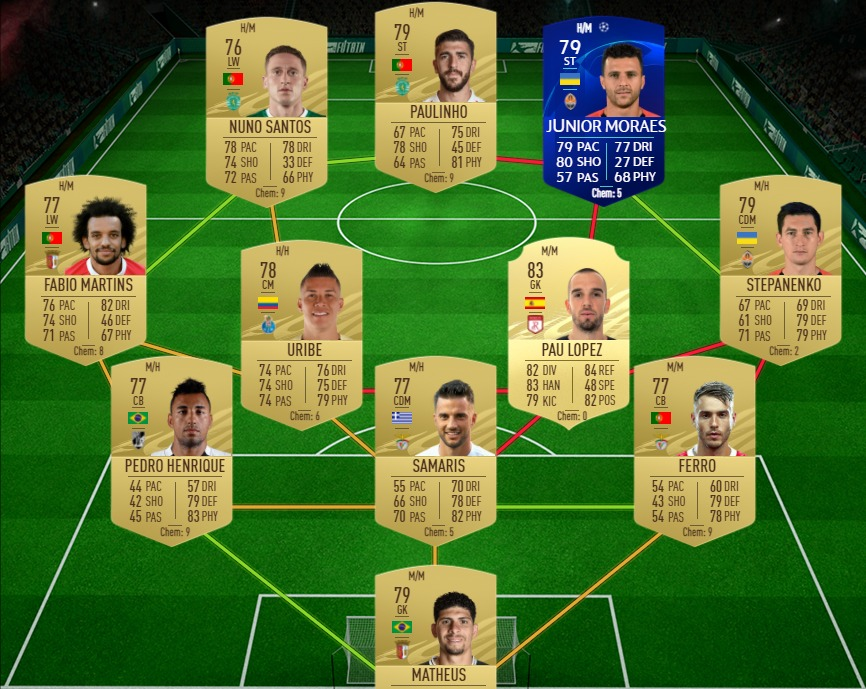 H/M
76
LW
NUNO SANTOS
78 PAC 78 DRI
74 SHO 33 DEF
72 PAS 66 PHY
Chem: 9
H/M
79
ST
PAULINHO
67 PAC 75 DRI
78 SHO 45 DEF
64 PAS 81 PHY
Chem: 9
H/M
79
ST
JUNIOR MORAES
79 PAC 77 DRI
80 SHO 27 DEF
57 PAS 68 PHY
Chem: 5
H/M
77
LW
FABIO MARTINS
76 PAC 82 DRI
74 SHO 46 DEF
71 PAS 67 PHY
Chem: 8
H/H
78
CM
URIBE
74 PAC 76 DRI
74 SHO 75 DEF
74 PAS 79 PHY
Chem: 6
M/M
83
GK
PAU LOPEZ
82 DIV 84 REF
83 HAN 48 SPE
79 KIC 82 POS
Chem: 0
M/H
79
CDM
STEPANENKO
67 PAC 69 DRI
61 SHO 79 DEF
71 PAS 79 PHY
Chem: 2
M/H
77
CB
PEDRO HENRIQUE
44 PAC 57 DRI
42 SHO 79 DEF
45 PAS 83 PHY
Chem: 9
M/H
77
CDM
SAMARIS
55 PAC 70 DRI
66 SHO 78 DEF
70 PAS 82 PHY
Chem: 5
M/M
77
CB
FERRO
54 PAC 60 DRI
43 SHO 79 DEF
54 PAS 78 PHY
Chem: 9
M/M
79
GK
MATHEUS